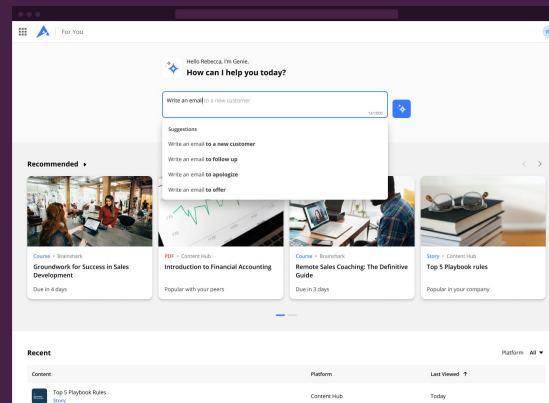 For You
Hello Rebecca, I'm Genie.
How can I help you today?
Write an email to a new customer
14/1000
Suggestions
Write an email to a new customer
Write an email to follow up
Write an email to apologize
Write an email to offer
Recommended
Course • Brainshark
Groundwork for Success in Sales
Development
Due in 4 days
PDF • Content Hub
Introduction to Financial Accounting
Popular with your peers
Course • Brainshark
Remote Sales Coaching: The Definitive
Guide
Due in 3 days
Story • Content Hub
Top 5 Playbook rules
Popular in your company
Recent
Platform All
Content Platform Last Viewed
Top 5 Playbook Rules
Story
Content Hub
Today